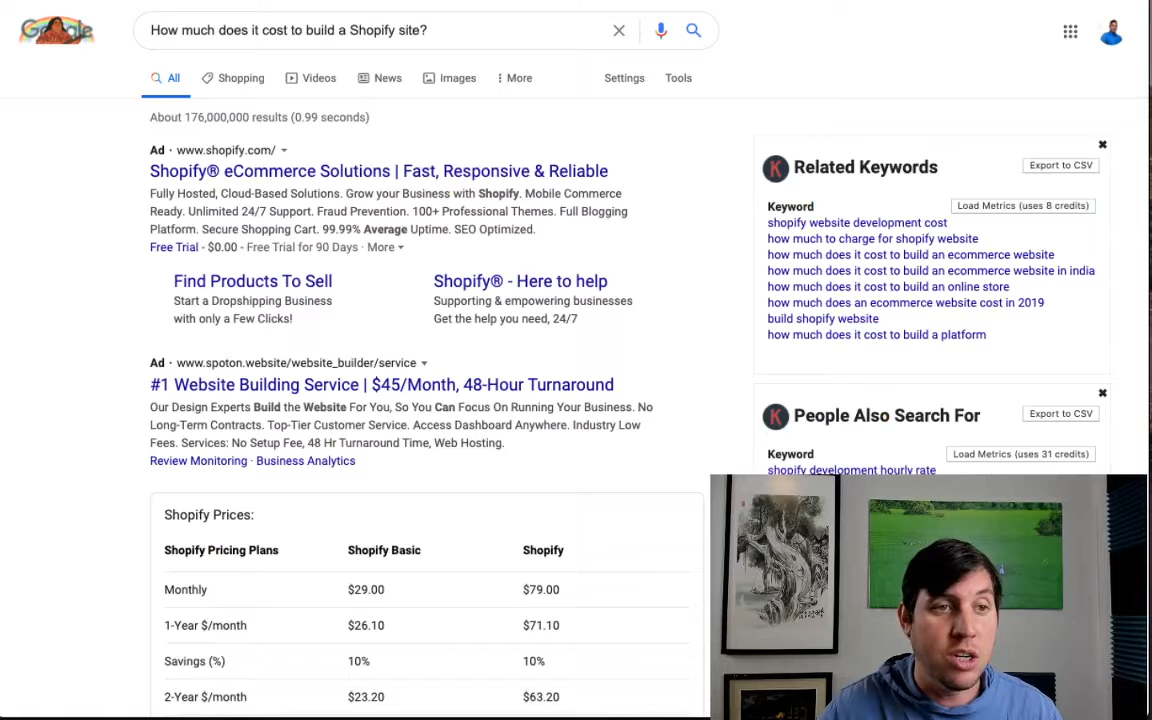 Google
How much does it cost to build a Shopify site?
All
Shopping
Videos
News
Images
More
Settings
Tools
About 176,000,000 results (0.99 seconds)
Ad · www.shopify.com/
Shopify® eCommerce Solutions | Fast, Responsive & Reliable
Fully Hosted, Cloud-Based Solutions. Grow your Business with Shopify. Mobile Commerce
Ready. Unlimited 24/7 Support. Fraud Prevention. 100+ Professional Themes. Full Blogging
Platform. Secure Shopping Cart. 99.99% Average Uptime. SEO Optimized.
Free Trial - $0.00 - Free Trial for 90 Days · More
Find Products To Sell
Start a Dropshipping Business
with only a Few Clicks!
Shopify® - Here to help
Supporting & empowering businesses
Get the help you need, 24/7
Ad · www.spoton.website/website_builder/service
#1 Website Building Service | $45/Month, 48-Hour Turnaround
Our Design Experts Build the Website For You, So You Can Focus On Running Your Business. No
Long-Term Contracts. Top-Tier Customer Service. Access Dashboard Anywhere. Industry Low
Fees. Services: No Setup Fee, 48 Hr Turnaround Time, Web Hosting.
Review Monitoring · Business Analytics
Shopify Prices:
Shopify Pricing Plans Shopify Basic Shopify
Monthly $29.00 $79.00
1-Year $/month $26.10 $71.10
Savings (%) 10% 10%
2-Year $/month $23.20 $63.20
K Related Keywords
Export to CSV
Keyword
Load Metrics (uses 8 credits)
shopify website development cost
how much to charge for shopify website
how much does it cost to build an ecommerce website
how much does it cost to build an ecommerce website in india
how much does it cost to build an online store
how much does an ecommerce website cost in 2019
build shopify website
how much does it cost to build a platform
K People Also Search For
Export to CSV
Keyword
Load Metrics (uses 31 credits)
shopify development hourly rate